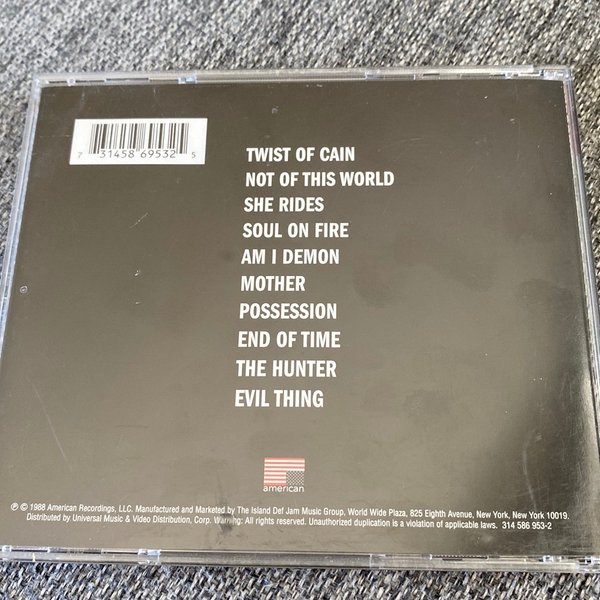 7 31458 69532 5
TWIST OF CAIN
NOT OF THIS WORLD
SHE RIDES
SOUL ON FIRE
AM I DEMON
MOTHER
POSSESSION
END OF TIME
THE HUNTER
EVIL THING
american
℗ © 1988 American Recordings, LLC. Manufactured and Marketed by The Island Def Jam Music Group, World Wide Plaza, 825 Eighth Avenue, New York, New York 10019.
Distributed by Universal Music & Video Distribution, Corp. Warning: All rights reserved. Unauthorized duplication is a violation of applicable laws. 314 586 953-2